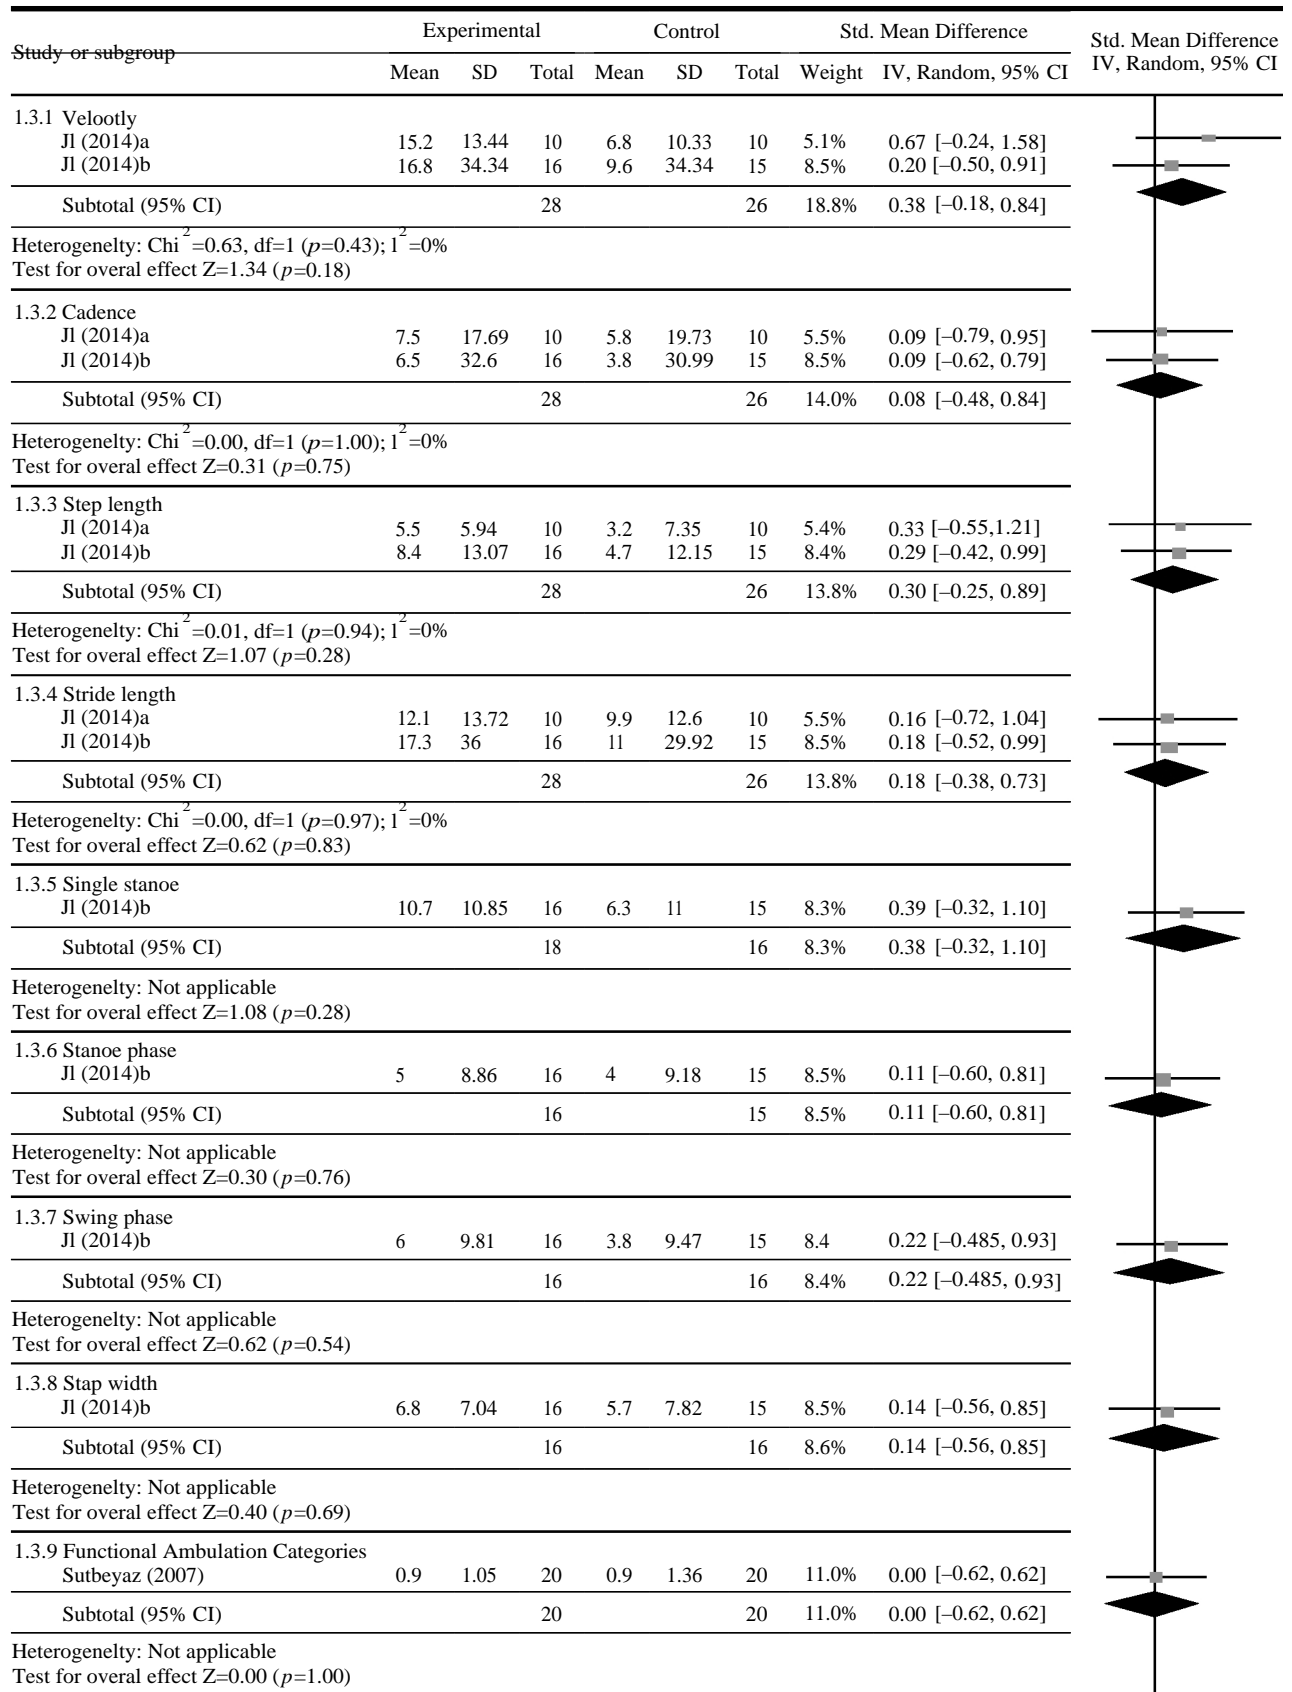 Experimental Control Std. Mean Difference Std. Mean Difference
Study or subgroup
Mean SD Total Mean SD Total Weight IV, Random, 95% CI IV, Random, 95% CI
1.3.1 Velootly
Jl (2014)a 15.2 13.44 10 6.8 10.33 10 5.1% 0.67 [–0.24, 1.58]
Jl (2014)b 16.8 34.34 16 9.6 34.34 15 8.5% 0.20 [–0.50, 0.91]
Subtotal (95% CI) 28 26 18.8% 0.38 [–0.18, 0.84]
Heterogenelty: Chi²=0.63, df=1 (p=0.43); l²=0%
Test for overal effect Z=1.34 (p=0.18)
1.3.2 Cadence
Jl (2014)a 7.5 17.69 10 5.8 19.73 10 5.5% 0.09 [–0.79, 0.95]
Jl (2014)b 6.5 32.6 16 3.8 30.99 15 8.5% 0.09 [–0.62, 0.79]
Subtotal (95% CI) 28 26 14.0% 0.08 [–0.48, 0.84]
Heterogenelty: Chi²=0.00, df=1 (p=1.00); l²=0%
Test for overal effect Z=0.31 (p=0.75)
1.3.3 Step length
Jl (2014)a 5.5 5.94 10 3.2 7.35 10 5.4% 0.33 [–0.55,1.21]
Jl (2014)b 8.4 13.07 16 4.7 12.15 15 8.4% 0.29 [–0.42, 0.99]
Subtotal (95% CI) 28 26 13.8% 0.30 [–0.25, 0.89]
Heterogenelty: Chi²=0.01, df=1 (p=0.94); l²=0%
Test for overal effect Z=1.07 (p=0.28)
1.3.4 Stride length
Jl (2014)a 12.1 13.72 10 9.9 12.6 10 5.5% 0.16 [–0.72, 1.04]
Jl (2014)b 17.3 36 16 11 29.92 15 8.5% 0.18 [–0.52, 0.99]
Subtotal (95% CI) 28 26 13.8% 0.18 [–0.38, 0.73]
Heterogenelty: Chi²=0.00, df=1 (p=0.97); l²=0%
Test for overal effect Z=0.62 (p=0.83)
1.3.5 Single stanoe
Jl (2014)b 10.7 10.85 16 6.3 11 15 8.3% 0.39 [–0.32, 1.10]
Subtotal (95% CI) 18 16 8.3% 0.38 [–0.32, 1.10]
Heterogenelty: Not applicable
Test for overal effect Z=1.08 (p=0.28)
1.3.6 Stanoe phase
Jl (2014)b 5 8.86 16 4 9.18 15 8.5% 0.11 [–0.60, 0.81]
Subtotal (95% CI) 16 15 8.5% 0.11 [–0.60, 0.81]
Heterogenelty: Not applicable
Test for overal effect Z=0.30 (p=0.76)
1.3.7 Swing phase
Jl (2014)b 6 9.81 16 3.8 9.47 15 8.4 0.22 [–0.485, 0.93]
Subtotal (95% CI) 16 16 8.4% 0.22 [–0.485, 0.93]
Heterogenelty: Not applicable
Test for overal effect Z=0.62 (p=0.54)
1.3.8 Stap width
Jl (2014)b 6.8 7.04 16 5.7 7.82 15 8.5% 0.14 [–0.56, 0.85]
Subtotal (95% CI) 16 16 8.6% 0.14 [–0.56, 0.85]
Heterogenelty: Not applicable
Test for overal effect Z=0.40 (p=0.69)
1.3.9 Functional Ambulation Categories
Sutbeyaz (2007) 0.9 1.05 20 0.9 1.36 20 11.0% 0.00 [–0.62, 0.62]
Subtotal (95% CI) 20 20 11.0% 0.00 [–0.62, 0.62]
Heterogenelty: Not applicable
Test for overal effect Z=0.00 (p=1.00)